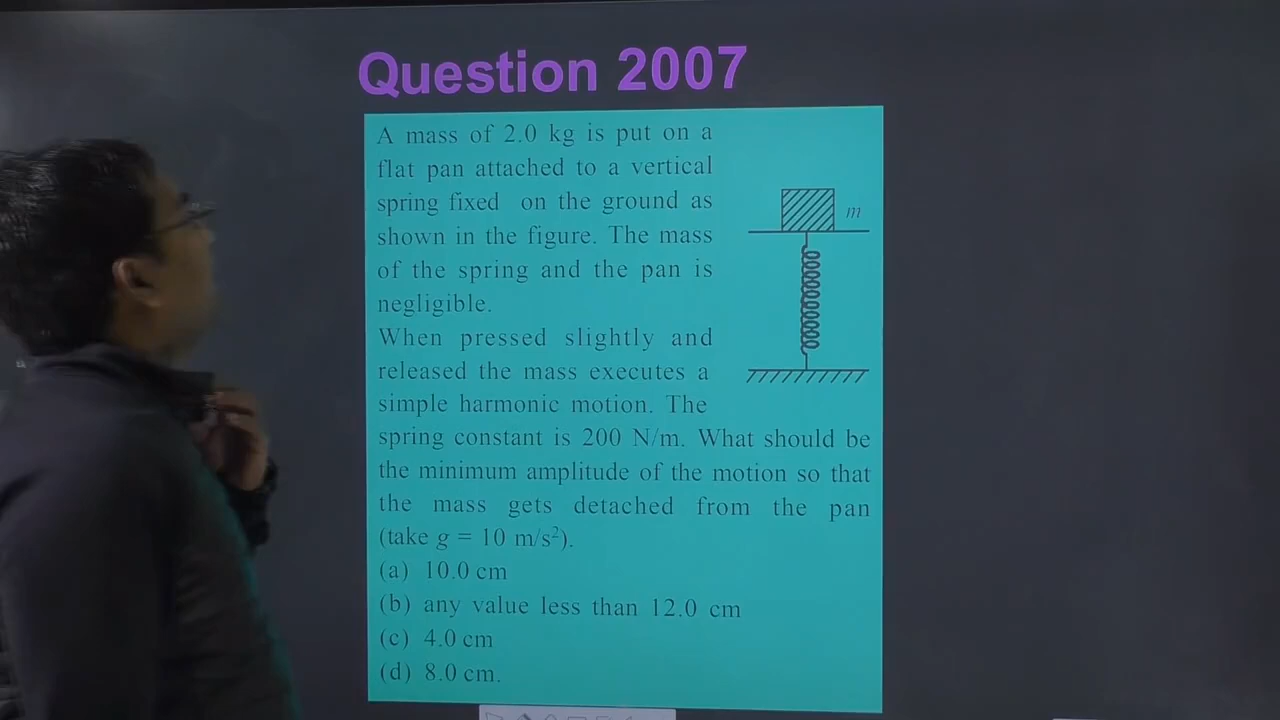 Question 2007
A mass of 2.0 kg is put on a
flat pan attached to a vertical
spring fixed on the ground as
shown in the figure. The mass
of the spring and the pan is
negligible.
m
When pressed slightly and
released the mass executes a
simple harmonic motion. The
spring constant is 200 N/m. What should be
the minimum amplitude of the motion so that
the mass gets detached from the pan
(take g = 10 m/s²).
(a) 10.0 cm
(b) any value less than 12.0 cm
(c) 4.0 cm
(d) 8.0 cm.